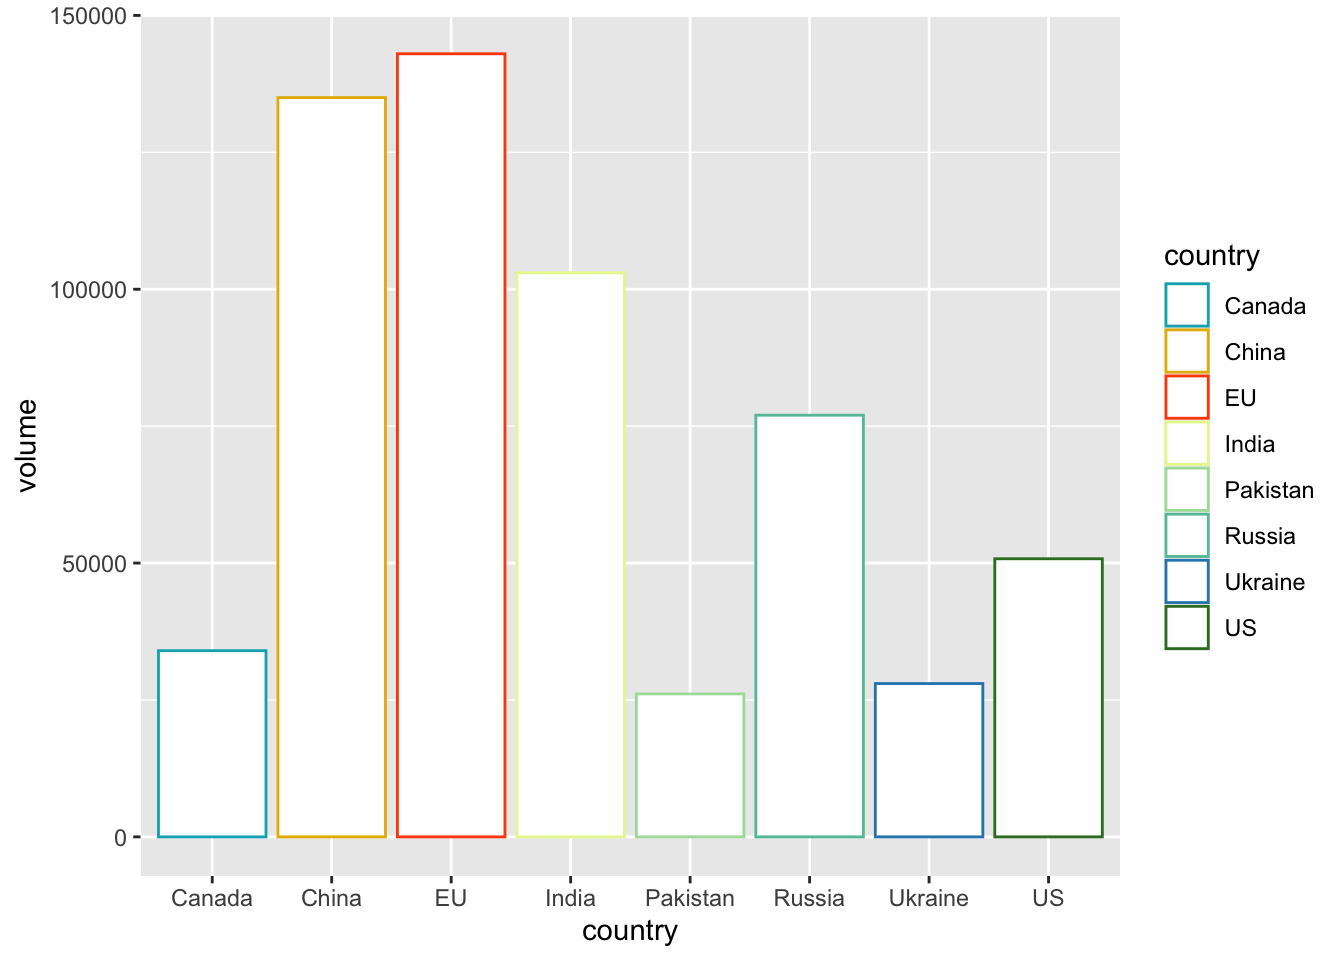 150000
100000
50000
0
volume
Canada China EU India Pakistan Russia Ukraine US
country
country
Canada
China
EU
India
Pakistan
Russia
Ukraine
US